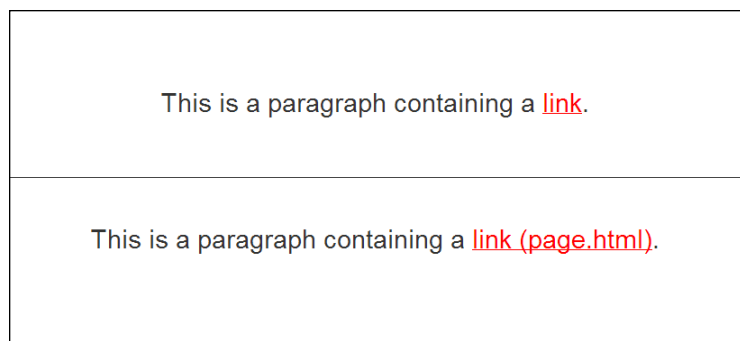 This is a paragraph containing a link.
This is a paragraph containing a link (page.html).